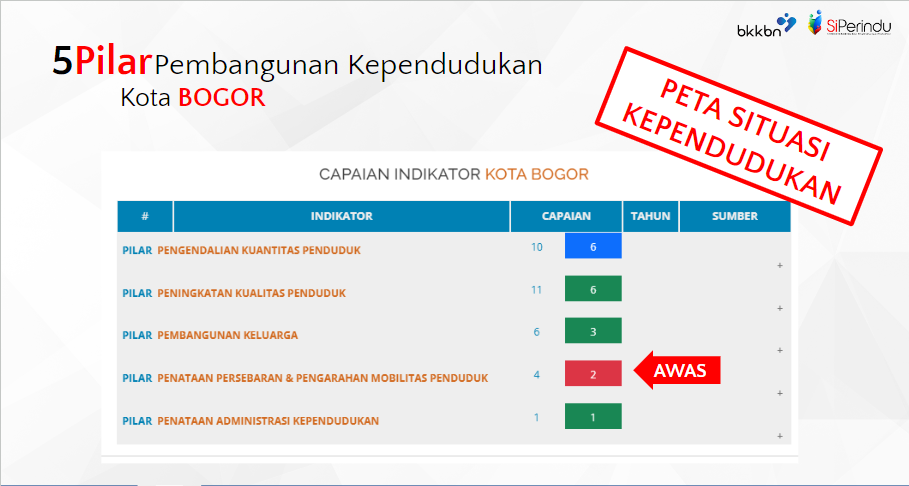 bkkbn
SiPerindu
5PilarPembangunan Kependudukan
Kota BOGOR
PETA SITUASI
KEPENDUDUKAN
CAPAIAN INDIKATOR KOTA BOGOR
# INDIKATOR CAPAIAN TAHUN SUMBER
PILAR PENGENDALIAN KUANTITAS PENDUDUK 10 6
+
PILAR PENINGKATAN KUALITAS PENDUDUK 11 6
+
PILAR PEMBANGUNAN KELUARGA 6 3
+
PILAR PENATAAN PERSEBARAN & PENGARAHAN MOBILITAS PENDUDUK 4 2 AWAS
+
PILAR PENATAAN ADMINISTRASI KEPENDUDUKAN 1 1
+